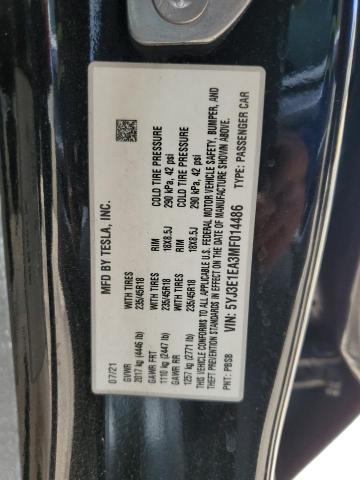 MFD BY TESLA, INC.
07/21
GVWR
2017 kg (4446 lb) WITH TIRES RIM COLD TIRE PRESSURE
GAWR FRT 235/45R18 18X8.5J 290 kPa, 42 psi
1110 kg (2447 lb)
GAWR RR WITH TIRES RIM COLD TIRE PRESSURE
1257 kg (2771 lb) 235/45R18 18X8.5J 290 kPa, 42 psi
THIS VEHICLE CONFORMS TO ALL APPLICABLE U.S. FEDERAL MOTOR VEHICLE SAFETY, BUMPER, AND
THEFT PREVENTION STANDARDS IN EFFECT ON THE DATE OF MANUFACTURE SHOWN ABOVE.
VIN: 5YJ3E1EA3MF014486 TYPE: PASSENGER CAR
PNT: PBSB